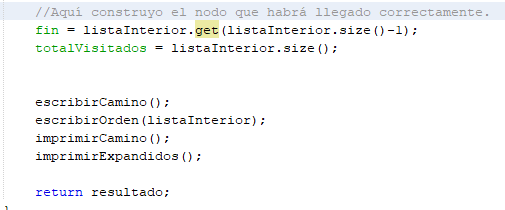 //Aquí construyo el nodo que habrá llegado correctamente.
fin = listaInterior.get(listaInterior.size()-1);
totalVisitados = listaInterior.size();
escribirCamino();
escribirOrden(listaInterior);
imprimirCamino();
imprimirExpandidos();
return resultado;